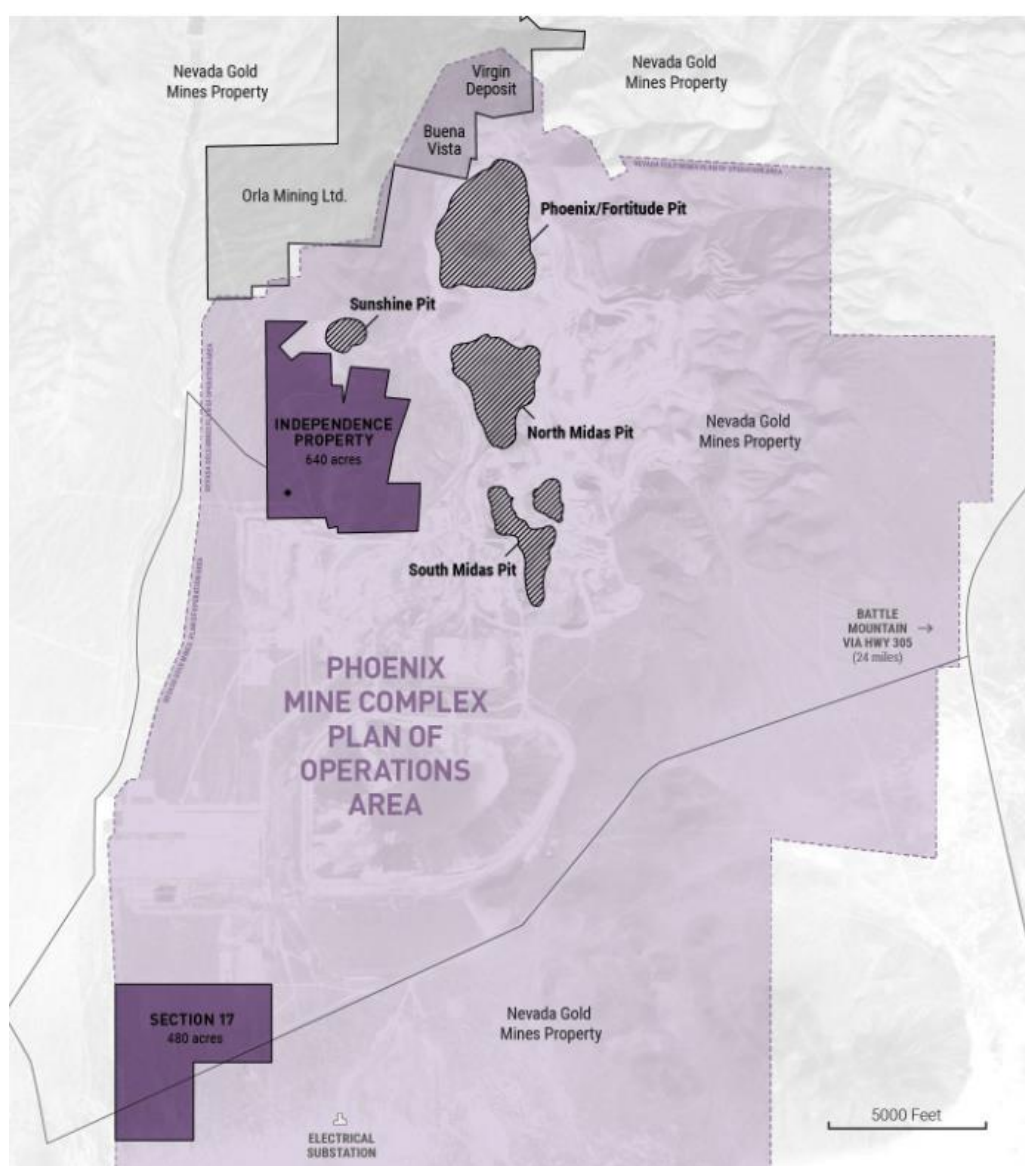 Nevada Gold
Mines Property
Virgin
Deposit
Nevada Gold
Mines Property
Buena
Vista
Orla Mining Ltd.
Phoenix/Fortitude Pit
Sunshine Pit
INDEPENDENCE
PROPERTY
640 acres
North Midas Pit
Nevada Gold
Mines Property
South Midas Pit
BATTLE
MOUNTAIN →
VIA HWY 305
(24 miles)
PHOENIX
MINE COMPLEX
PLAN OF
OPERATIONS
AREA
SECTION 17
480 acres
Nevada Gold
Mines Property
5000 Feet
ELECTRICAL
SUBSTATION